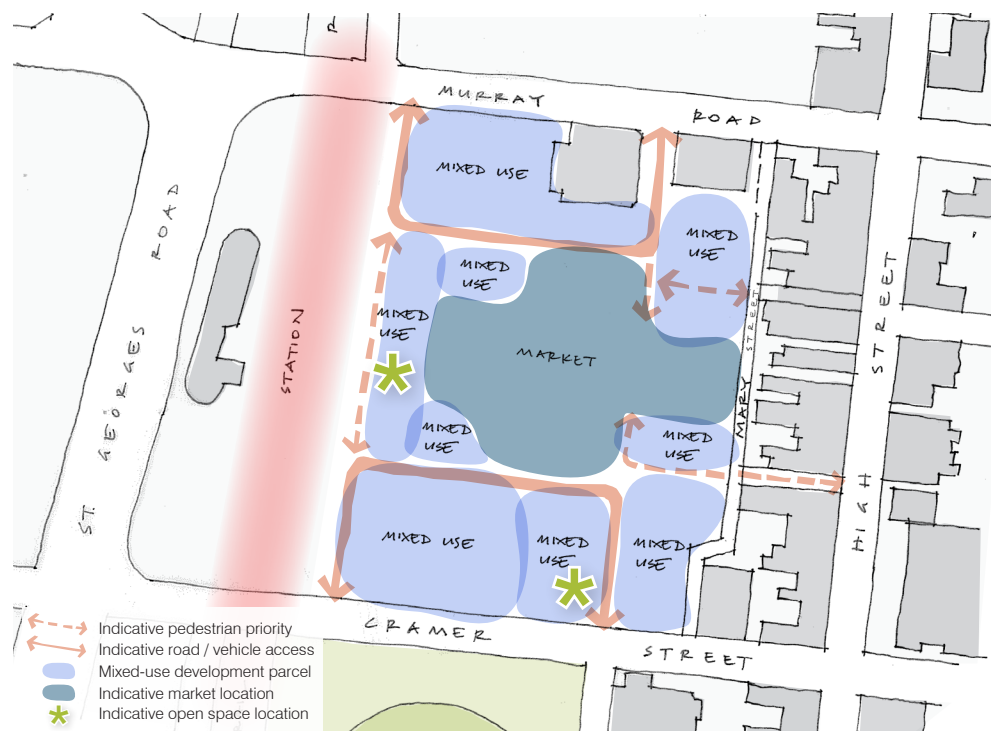 MURRAY
ROAD
MIXED USE
MIXED
USE
MIXED
USE
MIXED
USE
MARKET
MIXED
USE
MIXED
USE
MIXED USE
MIXED
USE
MIXED
USE
STATION
ST. GEORGES ROAD
MARY STREET
HIGH STREET
CRAMER
STREET
Indicative pedestrian priority
Indicative road / vehicle access
Mixed-use development parcel
Indicative market location
Indicative open space location